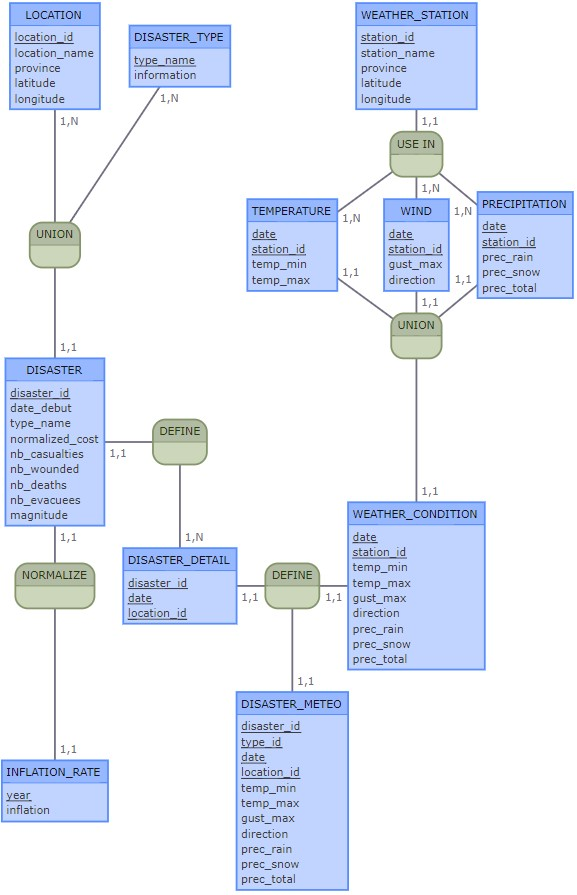 LOCATION
location_id
location_name
province
latitude
longitude
DISASTER_TYPE
type_name
information
WEATHER_STATION
station_id
station_name
province
latitude
longitude
1,N
1,N
1,1
USE IN
1,N
1,N
1,N
TEMPERATURE
date
station_id
temp_min
temp_max
WIND
date
station_id
gust_max
direction
PRECIPITATION
date
station_id
prec_rain
prec_snow
prec_total
UNION
1,1
1,1
1,1
UNION
1,1
DISASTER
disaster_id
date_debut
type_name
normalized_cost
nb_casualties
nb_wounded
nb_deaths
nb_evacuees
magnitude
1,1
DEFINE
1,N
1,1
WEATHER_CONDITION
date
station_id
temp_min
temp_max
gust_max
direction
prec_rain
prec_snow
prec_total
1,1
NORMALIZE
DISASTER_DETAIL
disaster_id
date
location_id
1,1
DEFINE
1,1
1,1
DISASTER_METEO
disaster_id
type_id
date
location_id
temp_min
temp_max
gust_max
direction
prec_rain
prec_snow
prec_total
1,1
INFLATION_RATE
year
inflation